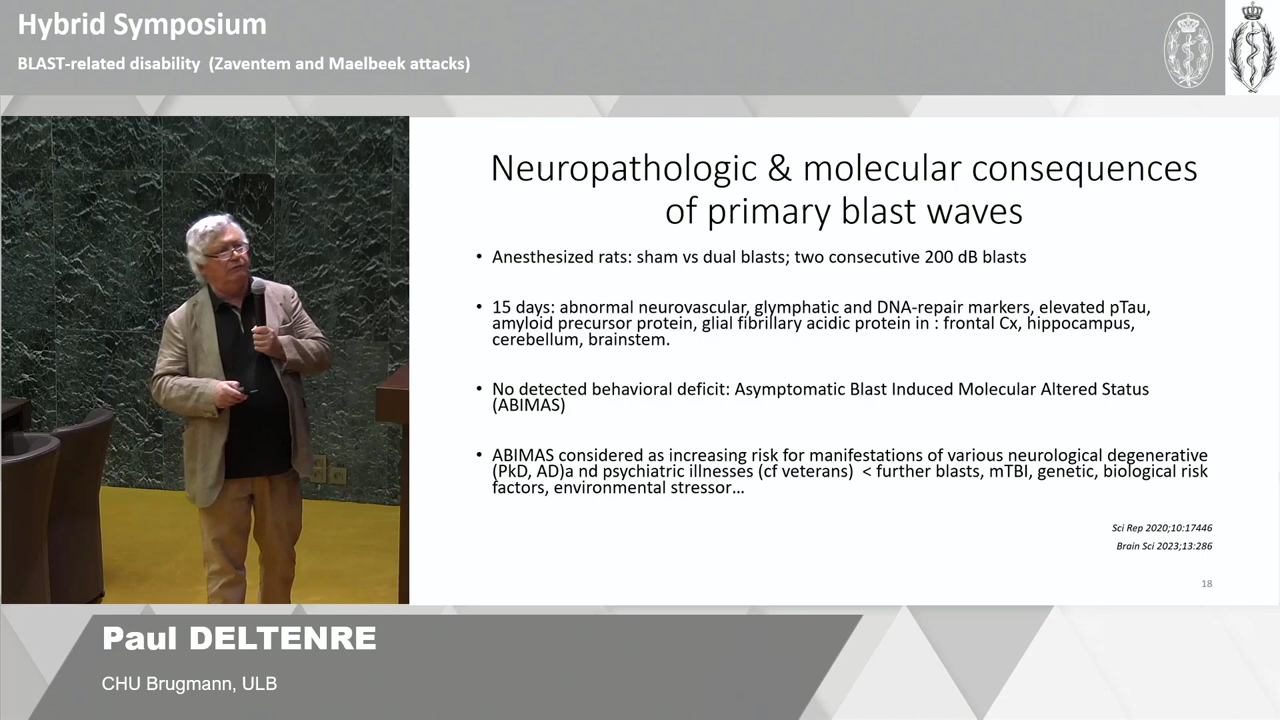 Hybrid Symposium
BLAST-related disability (Zaventem and Maelbeek attacks)
Neuropathologic & molecular consequences
of primary blast waves
• Anesthesized rats: sham vs dual blasts; two consecutive 200 dB blasts
• 15 days: abnormal neurovascular, glymphatic and DNA-repair markers, elevated pTau,
amyloid precursor protein, glial fibrillary acidic protein in : frontal Cx, hippocampus,
cerebellum, brainstem.
• No detected behavioral deficit: Asymptomatic Blast Induced Molecular Altered Status
(ABIMAS)
• ABIMAS considered as increasing risk for manifestations of various neurological degenerative
(PkD, AD)a nd psychiatric illnesses (cf veterans) < further blasts, mTBI, genetic, biological risk
factors, environmental stressor...
Sci Rep 2020;10:17446
Brain Sci 2023;13:286
18
Paul DELTENRE
CHU Brugmann, ULB